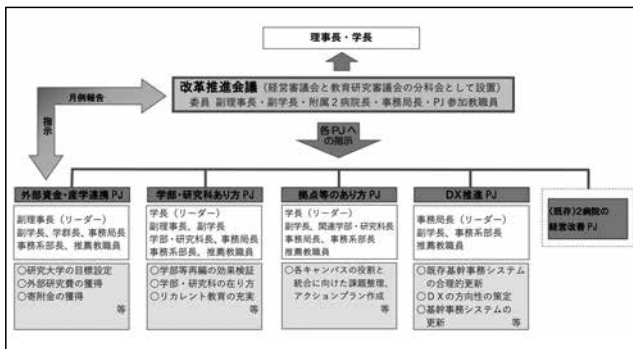 理事長・学長
改革推進会議（経営審議会と教育研究審議会の分科会として設置）
委員 副理事長・副学長・附属2病院長・事務局長・PJ参加教職員
月例報告
指示
各PJへ
の指示
外部資金・産学連携PJ
副理事長（リーダー）
副学長、学群長、事務局長
事務系部長、推薦教職員
○研究大学の目標設定
○外部研究費の獲得
○寄附金の獲得
等
学部・研究科あり方PJ
学長（リーダー）
副理事長、副学長
学部・研究科長、事務局長
事務系部長、推薦教職員
○学部等再編の効果検証
○学部・研究科の在り方
○リカレント教育の充実
等
拠点等のあり方PJ
学長（リーダー）
副学長、関連学部・研究科長
事務局長、事務系部長
推薦教職員
○各キャンパスの役割と
統合に向けた課題整理、
アクションプラン作成
等
DX推進PJ
事務局長（リーダー）
副学長、事務系部長
推薦教職員
○既存基幹事務システム
の合理的更新
○DXの方向性の策定
○基幹事務システムの
更新 等
（既存）2病院の
経営改善PJ